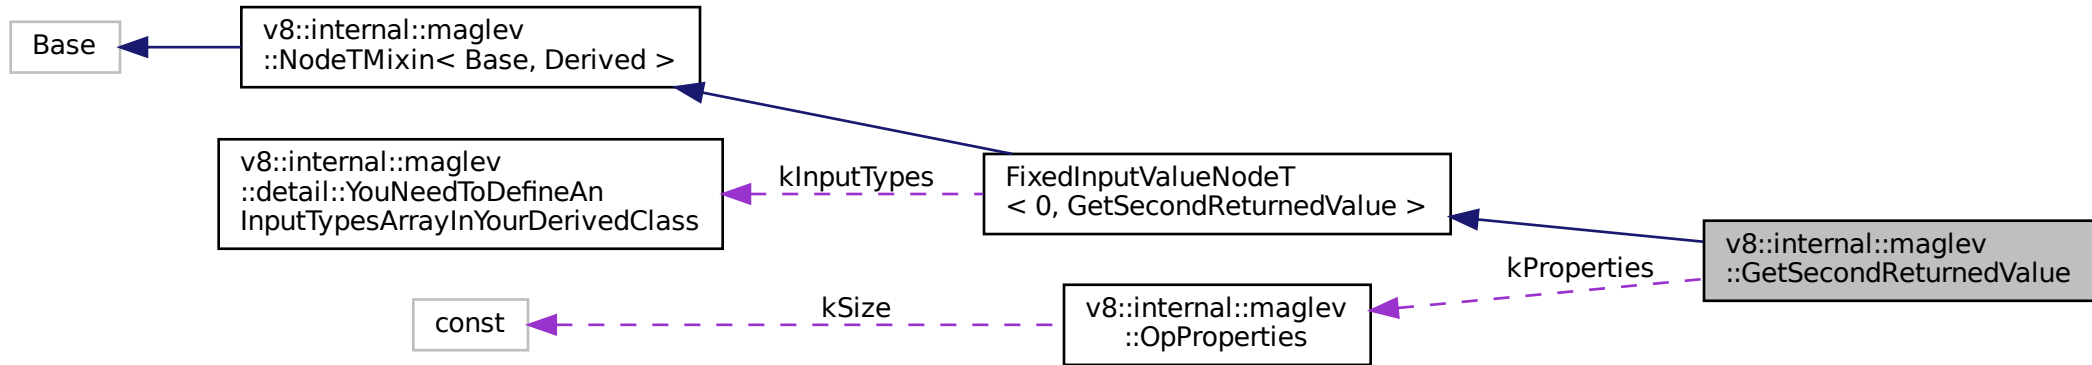 Base
v8::internal::maglev
::NodeTMixin< Base, Derived >
v8::internal::maglev
::detail::YouNeedToDefineAn
InputTypesArrayInYourDerivedClass
kInputTypes
FixedInputValueNodeT
< 0, GetSecondReturnedValue >
v8::internal::maglev
::GetSecondReturnedValue
kProperties
const
kSize
v8::internal::maglev
::OpProperties